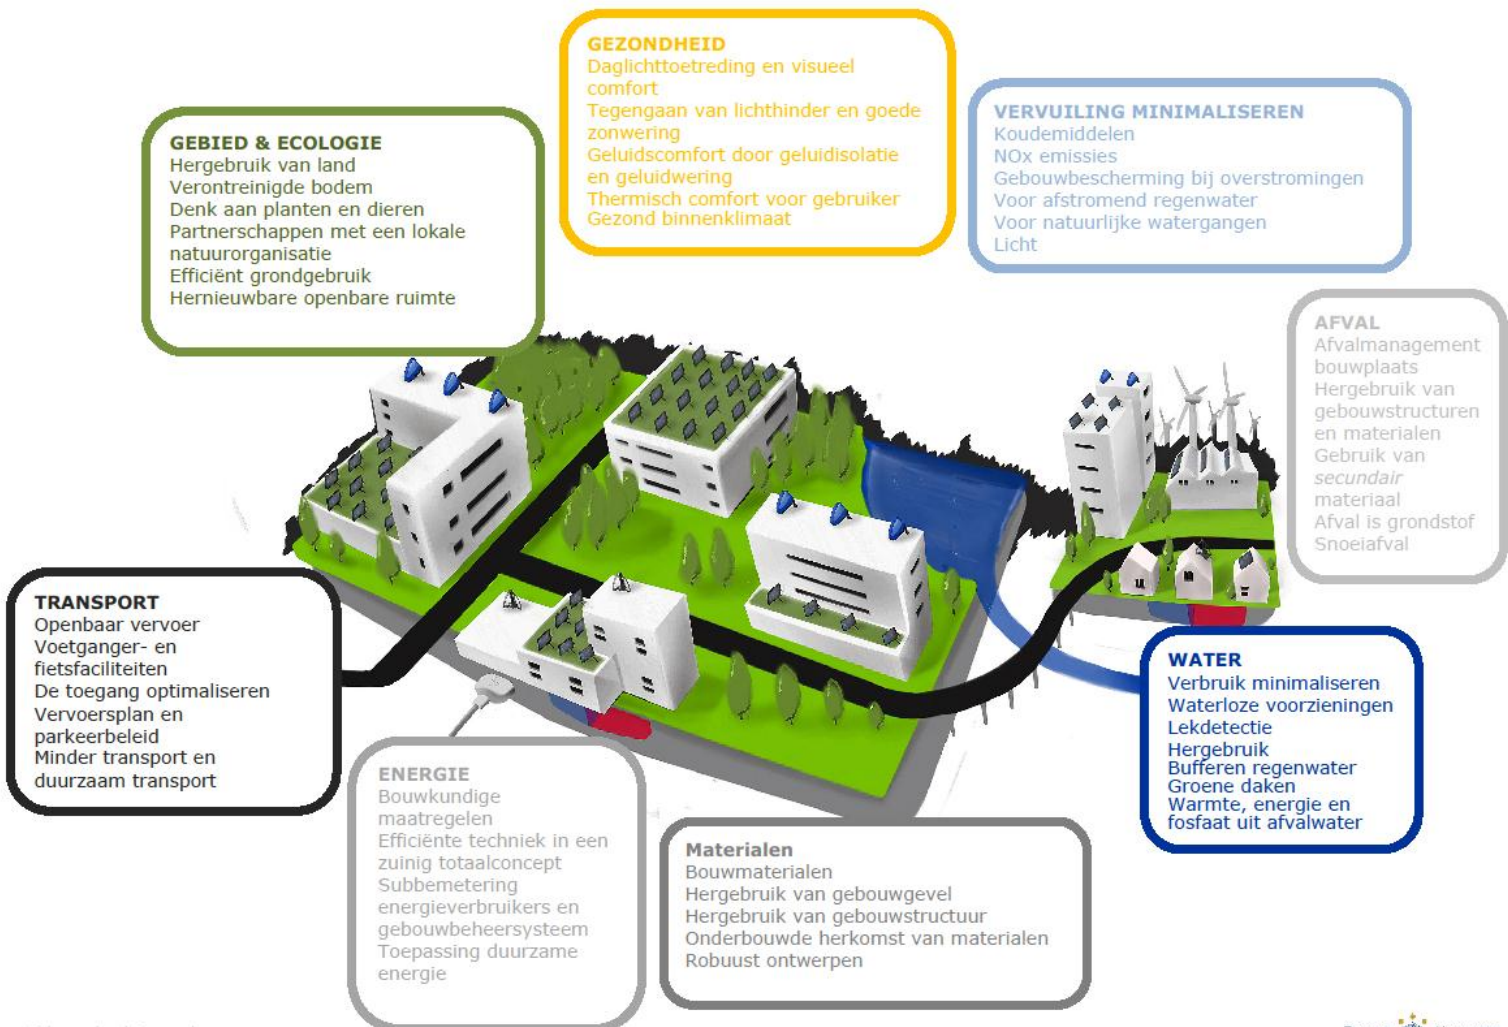 GEZONDHEID
Daglichttoetreding en visueel
comfort
Tegengaan van lichthinder en goede
zonwering
Geluidscomfort door geluidisolatie
en geluidwering
Thermisch comfort voor gebruiker
Gezond binnenklimaat
VERVUILING MINIMALISEREN
Koudemiddelen
NOx emissies
Gebouwbescherming bij overstromingen
Voor afstromend regenwater
Voor natuurlijke watergangen
Licht
GEBIED & ECOLOGIE
Hergebruik van land
Verontreinigde bodem
Denk aan planten en dieren
Partnerschappen met een lokale
natuurorganisatie
Efficiënt grondgebruik
Hernieuwbare openbare ruimte
AFVAL
Afvalmanagement
bouwplaats
Hergebruik van
gebouwstructuren
en materialen
Gebruik van
secundair
materiaal
Afval is grondstof
Snoeiafval
TRANSPORT
Openbaar vervoer
Voetganger- en
fietsfaciliteiten
De toegang optimaliseren
Vervoersplan en
parkeerbeleid
Minder transport en
duurzaam transport
WATER
Verbruik minimaliseren
Waterloze voorzieningen
Lekdetectie
Hergebruik
Bufferen regenwater
Groene daken
Warmte, energie en
fosfaat uit afvalwater
ENERGIE
Bouwkundige
maatregelen
Efficiënte techniek in een
zuinig totaalconcept
Subbemetering
energieverbruikers en
gebouwbeheersysteem
Toepassing duurzame
energie
Materialen
Bouwmaterialen
Hergebruik van gebouwgevel
Hergebruik van gebouwstructuur
Onderbouwde herkomst van materialen
Robuust ontwerpen